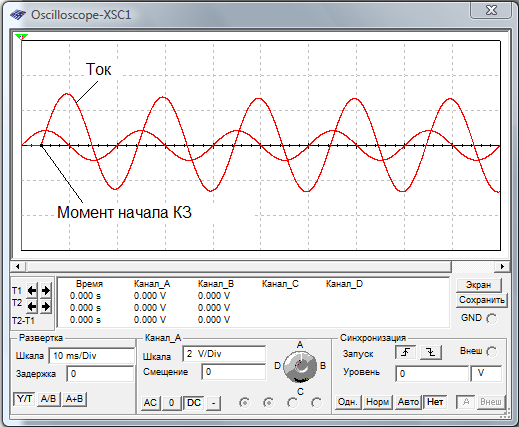 Oscilloscope-XSC1
Ток
Момент начала КЗ
Время Канал_A Канал_B Канал_C Канал_D
T1 0.000 s 0.000 V 0.000 V
T2 0.000 s 0.000 V 0.000 V
T2-T1 0.000 s 0.000 V 0.000 V
Экран
Сохранить
GND
Развертка
Шкала 10 ms/Div
Задержка 0
Y/T A/B A+B
Канал_A
Шкала 2 V/Div
Смещение 0
AC 0 DC -
A
D B
C
Синхронизация
Запуск Внеш
Уровень 0 V
Одн. Норм Авто Нет A Внеш